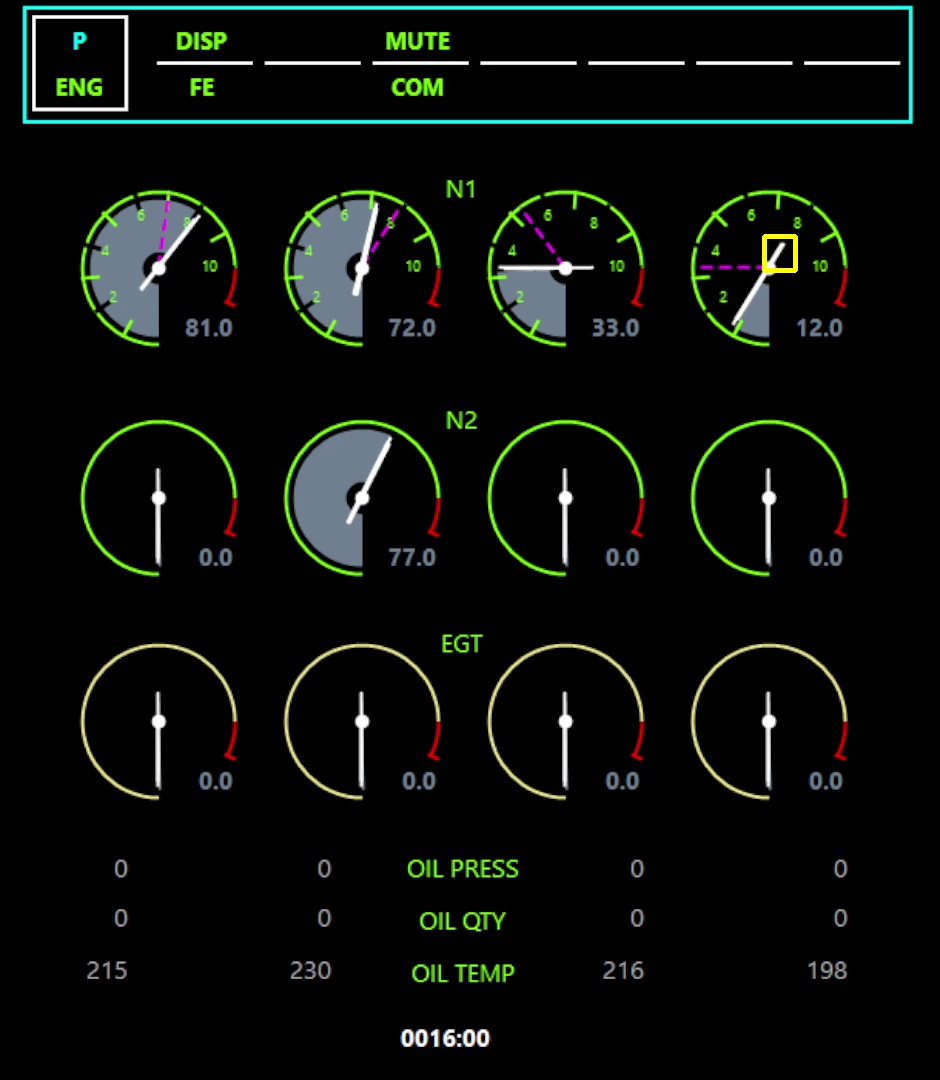 P DISP MUTE
ENG FE COM
N1
2 4 6 8 10 81.0
2 4 6 8 10 72.0
2 4 6 8 10 33.0
2 4 6 8 10 12.0
N2
0.0 77.0 0.0 0.0
EGT
0.0 0.0 0.0 0.0
0 0 OIL PRESS 0 0
0 0 OIL QTY 0 0
215 230 OIL TEMP 216 198
0016:00